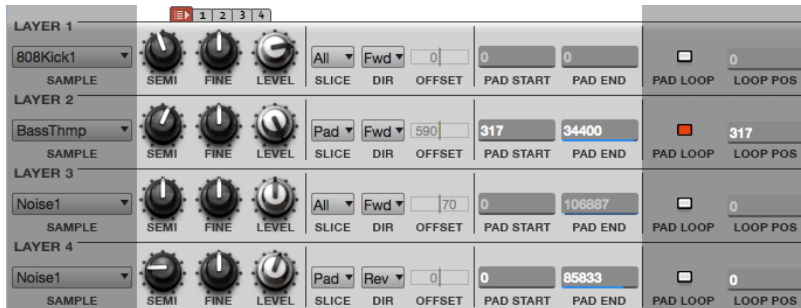 1 2 3 4
LAYER 1
808Kick1 All Fwd 0 0 0 0
SAMPLE SEMI FINE LEVEL SLICE DIR OFFSET PAD START PAD END PAD LOOP LOOP POS
LAYER 2
BassThmp Pad Fwd 590 317 34400 317
SAMPLE SEMI FINE LEVEL SLICE DIR OFFSET PAD START PAD END PAD LOOP LOOP POS
LAYER 3
Noise1 All Fwd 70 0 106887 0
SAMPLE SEMI FINE LEVEL SLICE DIR OFFSET PAD START PAD END PAD LOOP LOOP POS
LAYER 4
Noise1 Pad Rev 0 0 85833 0
SAMPLE SEMI FINE LEVEL SLICE DIR OFFSET PAD START PAD END PAD LOOP LOOP POS